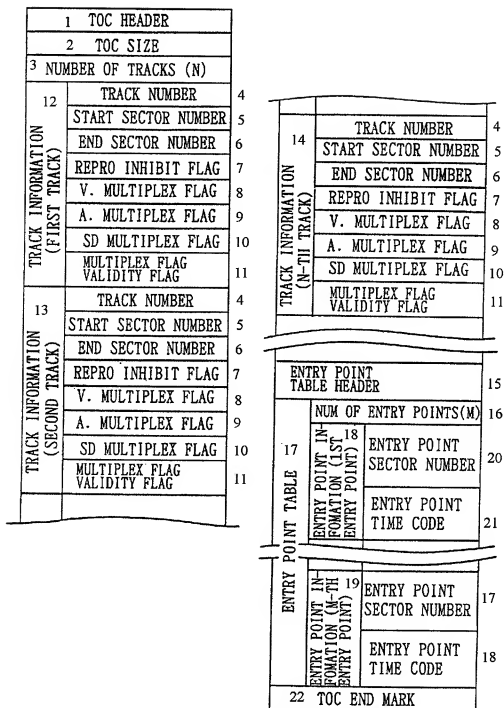 1 TOC HEADER
2 TOC SIZE
3 NUMBER OF TRACKS (N)
12
TRACK INFORMATION
(FIRST TRACK)
TRACK NUMBER 4
START SECTOR NUMBER 5
END SECTOR NUMBER 6
REPRO INHIBIT FLAG 7
V. MULTIPLEX FLAG 8
A. MULTIPLEX FLAG 9
SD MULTIPLEX FLAG 10
MULTIPLEX FLAG
VALIDITY FLAG 11
13
TRACK INFORMATION
(SECOND TRACK)
TRACK NUMBER 4
START SECTOR NUMBER 5
END SECTOR NUMBER 6
REPRO INHIBIT FLAG 7
V. MULTIPLEX FLAG 8
A. MULTIPLEX FLAG 9
SD MULTIPLEX FLAG 10
MULTIPLEX FLAG
VALIDITY FLAG 11
14
TRACK INFORMATION
(N-TH TRACK)
TRACK NUMBER 4
START SECTOR NUMBER 5
END SECTOR NUMBER 6
REPRO INHIBIT FLAG 7
V. MULTIPLEX FLAG 8
A. MULTIPLEX FLAG 9
SD MULTIPLEX FLAG 10
MULTIPLEX FLAG
VALIDITY FLAG 11
ENTRY POINT
TABLE HEADER 15
NUM OF ENTRY POINTS(M) 16
17
ENTRY POINT TABLE
18
ENTRY POINT IN-
FOMATION (1ST
ENTRY POINT)
ENTRY POINT
SECTOR NUMBER 20
ENTRY POINT
TIME CODE 21
19
ENTRY POINT IN-
FOMATION (M-TH
ENTRY POINT)
ENTRY POINT
SECTOR NUMBER 17
ENTRY POINT
TIME CODE 18
22 TOC END MARK